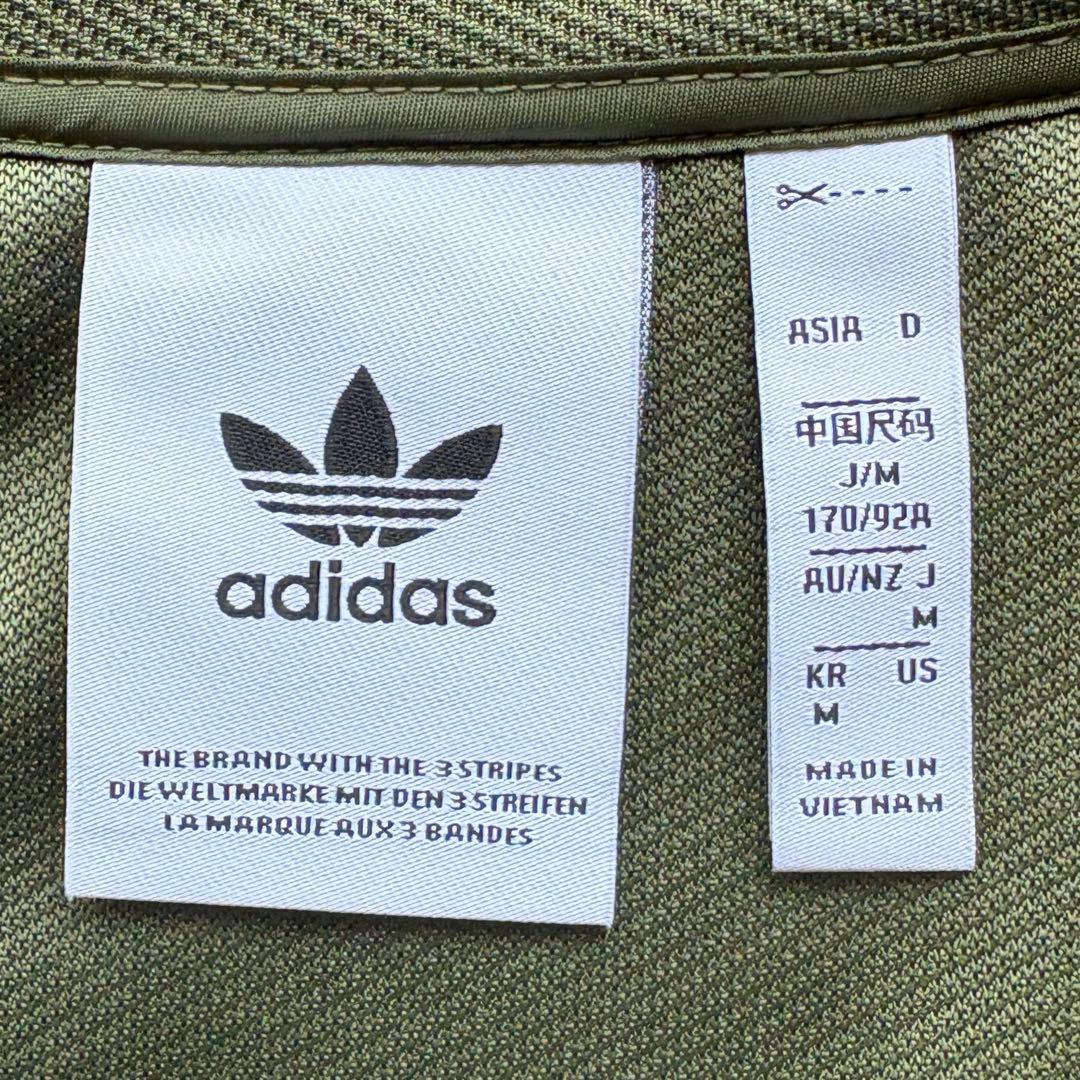 adidas
THE BRAND WITH THE 3 STRIPES
DIE WELTMARKE MIT DEN 3 STREIFEN
LA MARQUE AUX 3 BANDES
ASIA D
中国尺码
J/M
170/92A
AU/NZ J
M
KR US
M
MADE IN
VIETNAM